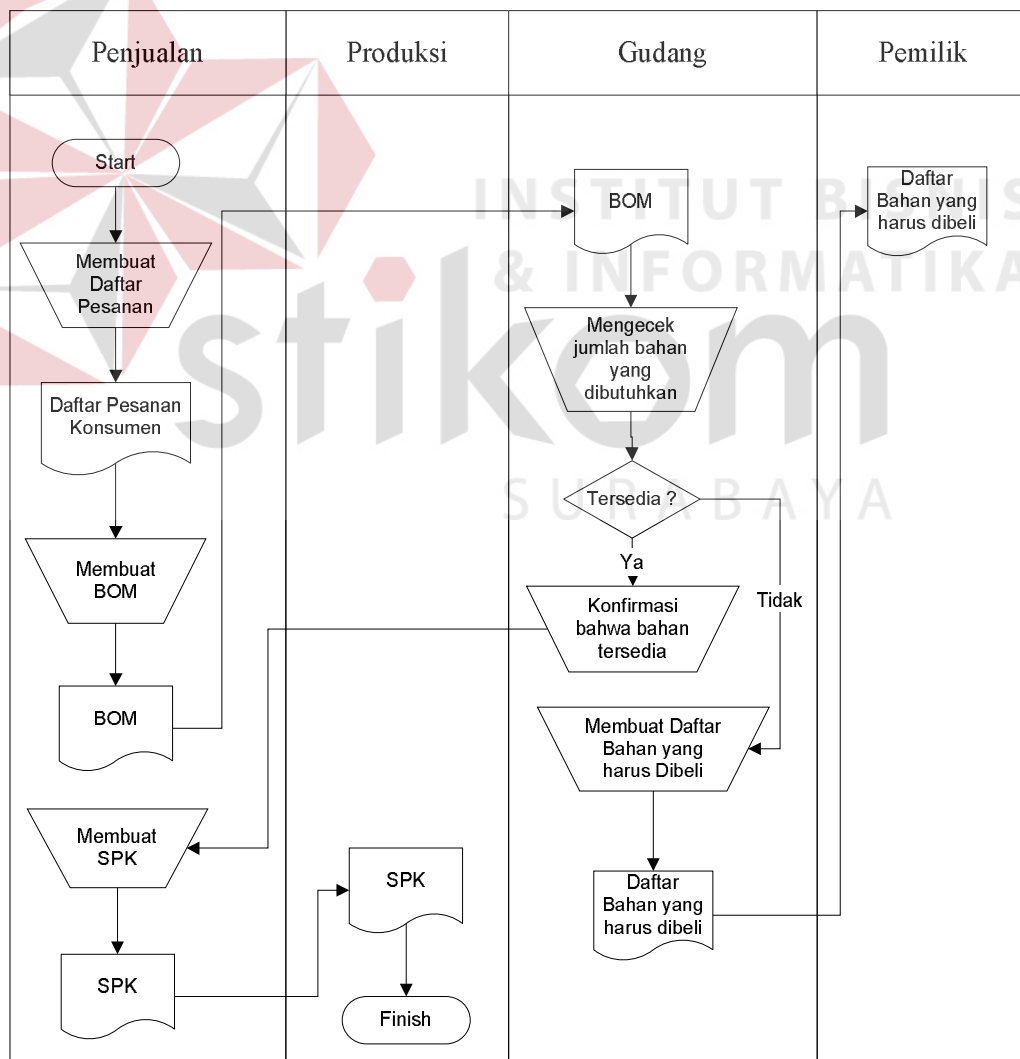 Penjualan
Produksi
Gudang
Pemilik
Start
Membuat
Daftar
Pesanan
Daftar Pesanan
Konsumen
Membuat
BOM
BOM
Membuat
SPK
SPK
SPK
Finish
BOM
Mengecek
jumlah bahan
yang
dibutuhkan
Tersedia ?
Ya
Tidak
Konfirmasi
bahwa bahan
tersedia
Membuat Daftar
Bahan yang
harus Dibeli
Daftar
Bahan yang
harus dibeli
Daftar
Bahan yang
harus dibeli
INSTITUT BISNIS
& INFORMATIKA
stikom
SURABAYA